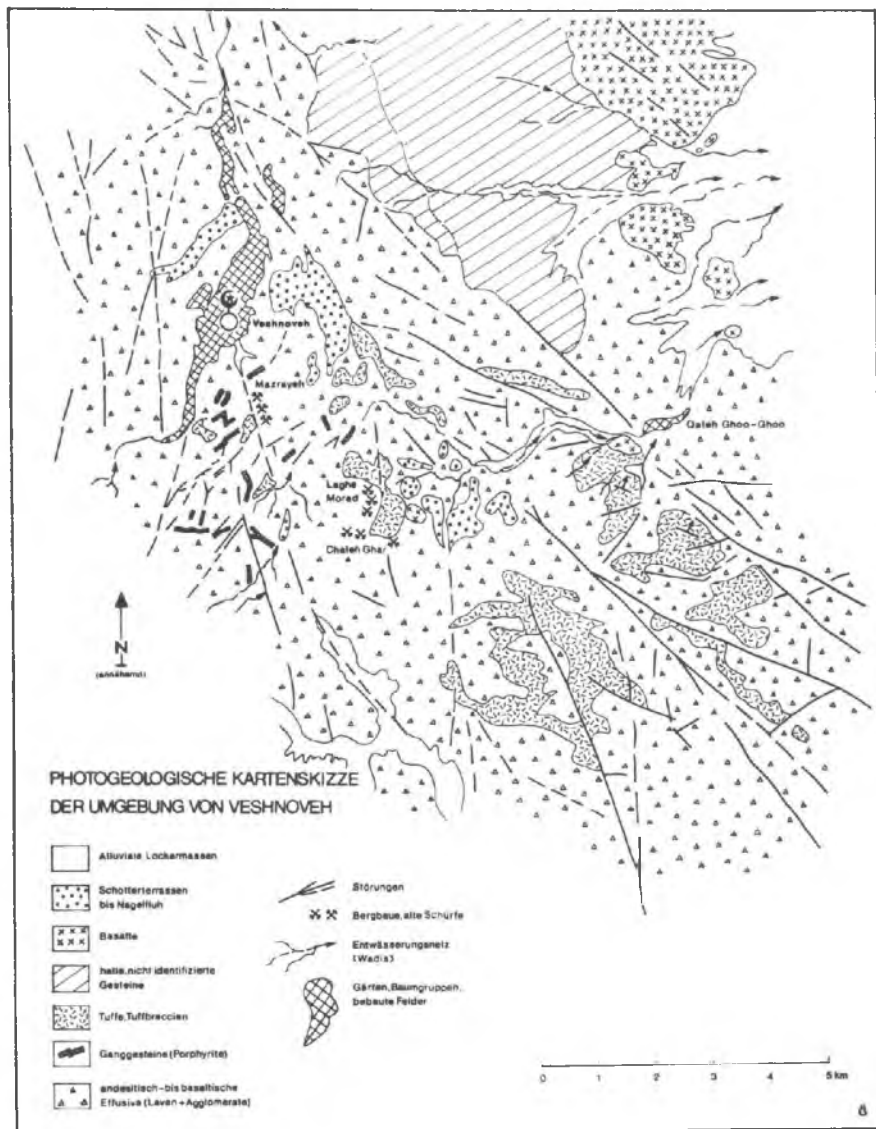 Veshnoveh
Mazrayeh
Qaleh Ghoo-Ghoo
Laghe
Morad
Chaleh Ghar
N
(annähernd)
PHOTOGEOLOGISCHE KARTENSKIZZE
DER UMGEBUNG VON VESHNOVEH
Alluviale Lockermassen
Schotterterrassen
bis Nagelfluh
Basalte
helle, nicht identifizierte
Gesteine
Tuffe, Tuffbreccien
Ganggesteine (Porphyrite)
andesitisch-bis basaltische
Effusiva (Laven+Agglomerate)
Störungen
Bergbaue, alte Schürfe
Entwässerungsnetz
(Wadis)
Gärten, Baumgruppen,
bebaute Felder
0 1 2 3 4 5 km